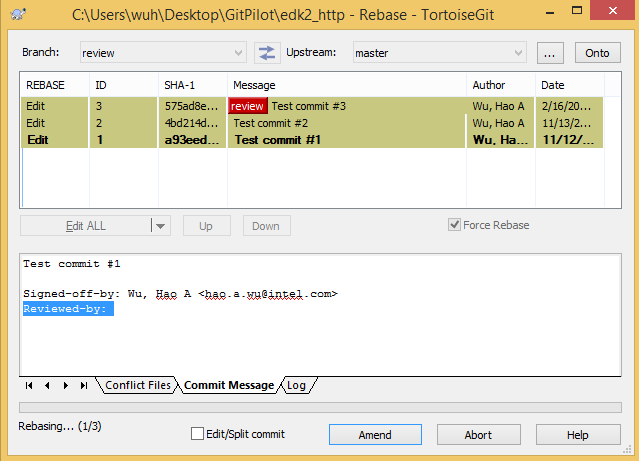 C:\Users\wuh\Desktop\GitPilot\edk2_http - Rebase - TortoiseGit
Branch: review Upstream: master ... Onto
REBASE ID SHA-1 Message Author Date
Edit 3 575ad8e... review Test commit #3 Wu, Hao A 2/16/20...
Edit 2 4bd214d... Test commit #2 Wu, Hao A 11/13/2...
Edit 1 a93eed... Test commit #1 Wu, Ha... 11/12/...
Edit ALL Up Down Force Rebase
Test commit #1
Signed-off-by: Wu, Hao A <hao.a.wu@intel.com>
Reviewed-by:
Conflict Files Commit Message Log
Rebasing... (1/3) Edit/Split commit Amend Abort Help